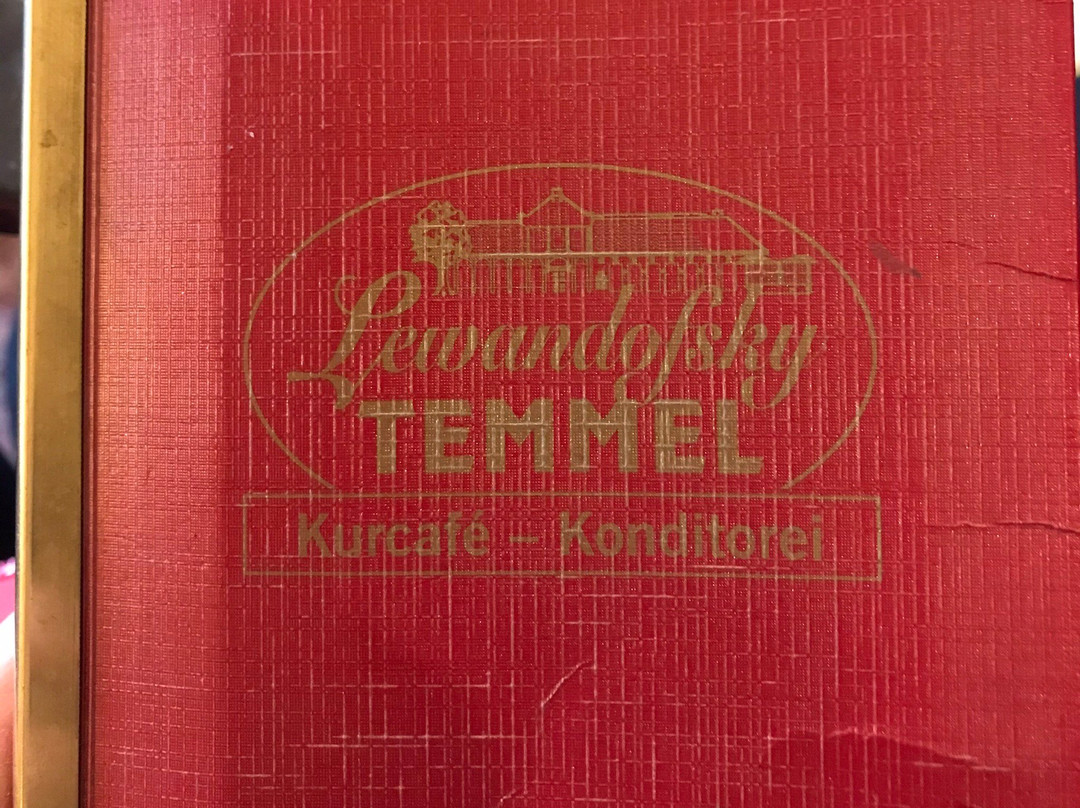 Lewandofsky
TEMMEL
Kurcafé – Konditorei